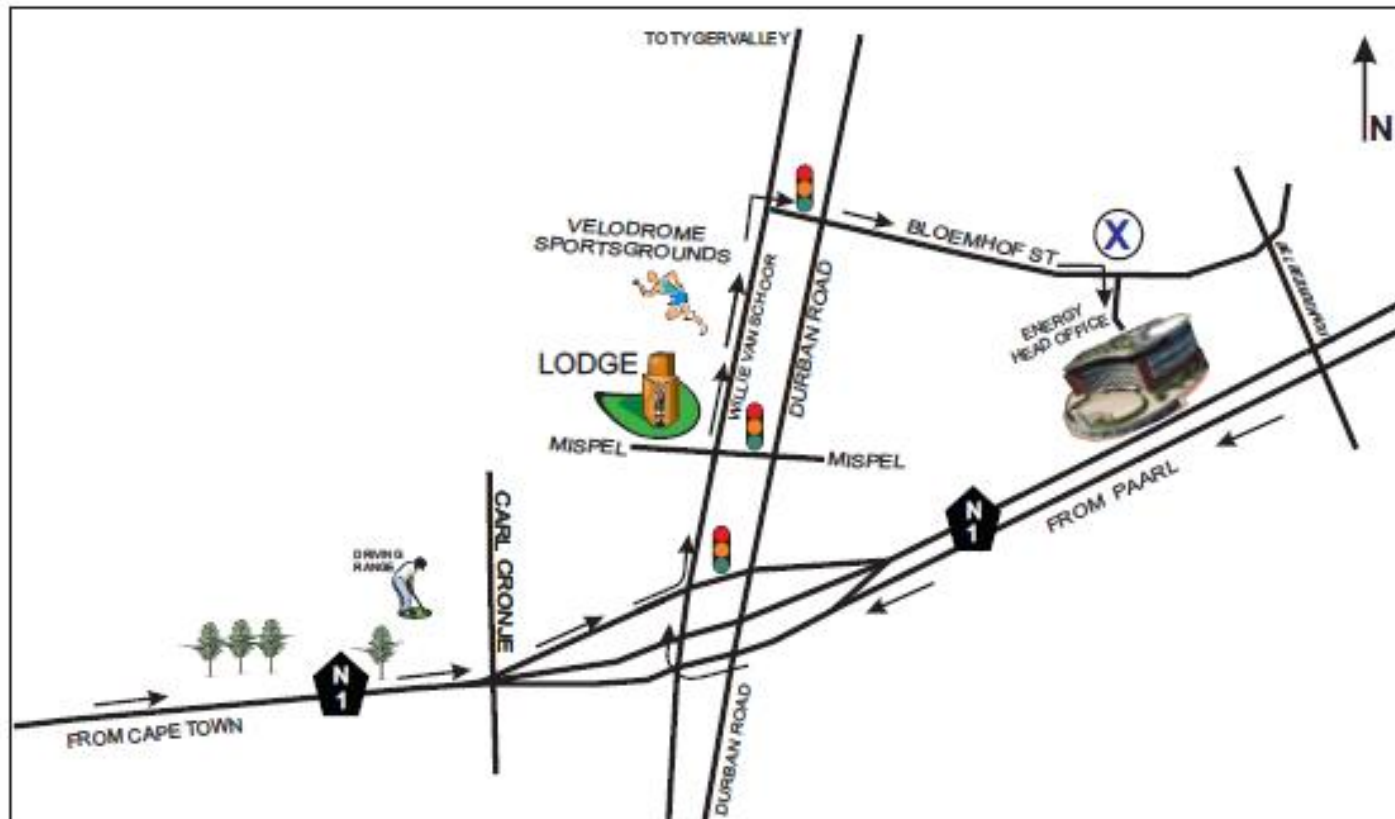 TO TYGERVALLEY
N
VELODROME
SPORTSGROUNDS
BLOEMHOF ST
X
WILLIE VAN SCHOOR
DURBAN ROAD
ENERGY
HEAD OFFICE
LODGE
MISPEL
MISPEL
CARL CRONJE
N
1
FROM PAARL
DRIVING
RANGE
N
1
FROM CAPE TOWN
DURBAN ROAD